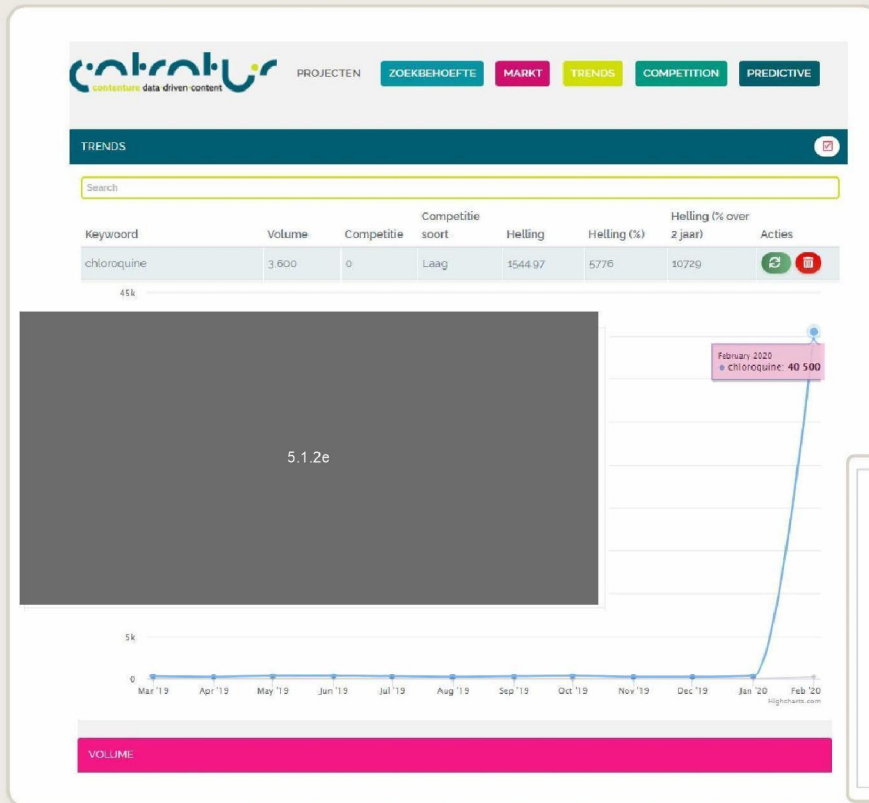 contenture data-driven-content
PROJECTEN ZOEKBEHOEFTE MARKT TRENDS COMPETITION PREDICTIVE
TRENDS
Search
Keywoord Volume Competitie Competitie soort Helling Helling (%) Helling (% over 2 jaar) Acties
chloroquine 3.600 0 Laag 1544.97 5776 10729
45k
February 2020
chloroquine: 40 500
5.1.2e
5k
0
Mar '19 Apr '19 May '19 Jun '19 Jul '19 Aug '19 Sep '19 Oct '19 Nov '19 Dec '19 Jan '20 Feb '20
Highcharts.com
VOLUME